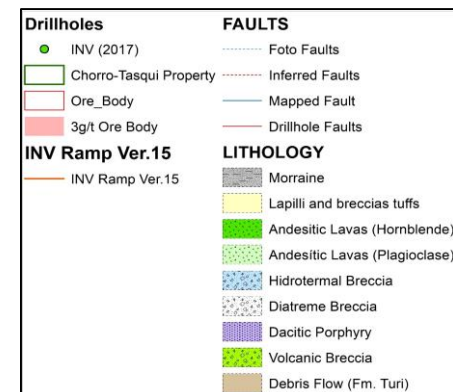 Drillholes
INV (2017)
Chorro-Tasqui Property
Ore_Body
3g/t Ore Body
INV Ramp Ver.15
INV Ramp Ver.15
FAULTS
Foto Faults
Inferred Faults
Mapped Fault
Drillhole Faults
LITHOLOGY
Morraine
Lapilli and breccias tuffs
Andesitic Lavas (Hornblende)
Andesític Lavas (Plagioclase)
Hidrotermal Breccia
Diatreme Breccia
Dacitic Porphyry
Volcanic Breccia
Debris Flow (Fm. Turi)